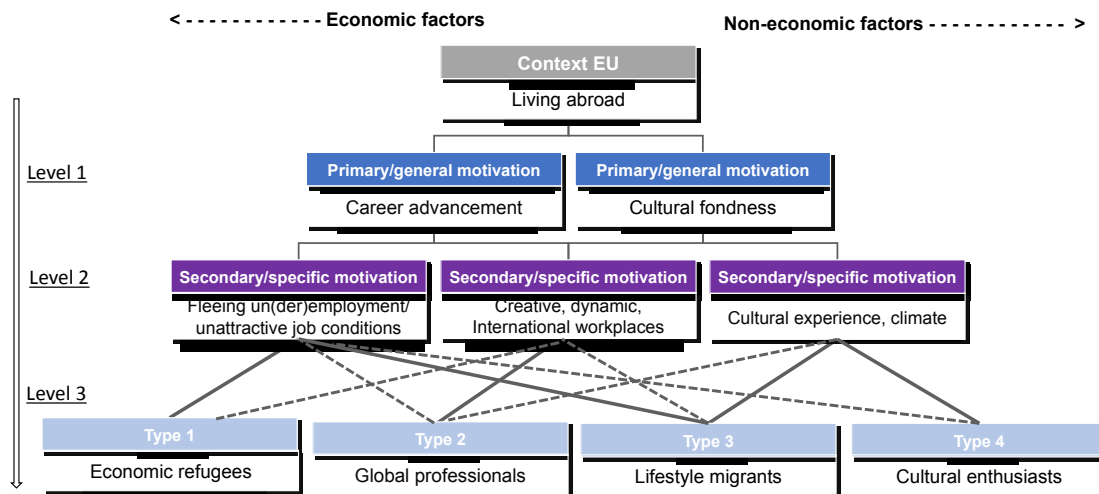 < - - - - - - - - - Economic factors
Non-economic factors - - - - - - - - - - - >
Context EU
Living abroad
Level 1
Primary/general motivation
Career advancement
Primary/general motivation
Cultural fondness
Level 2
Secondary/specific motivation
Fleeing un(der)employment/
unattractive job conditions
Secondary/specific motivation
Creative, dynamic,
International workplaces
Secondary/specific motivation
Cultural experience, climate
Level 3
Type 1
Economic refugees
Type 2
Global professionals
Type 3
Lifestyle migrants
Type 4
Cultural enthusiasts